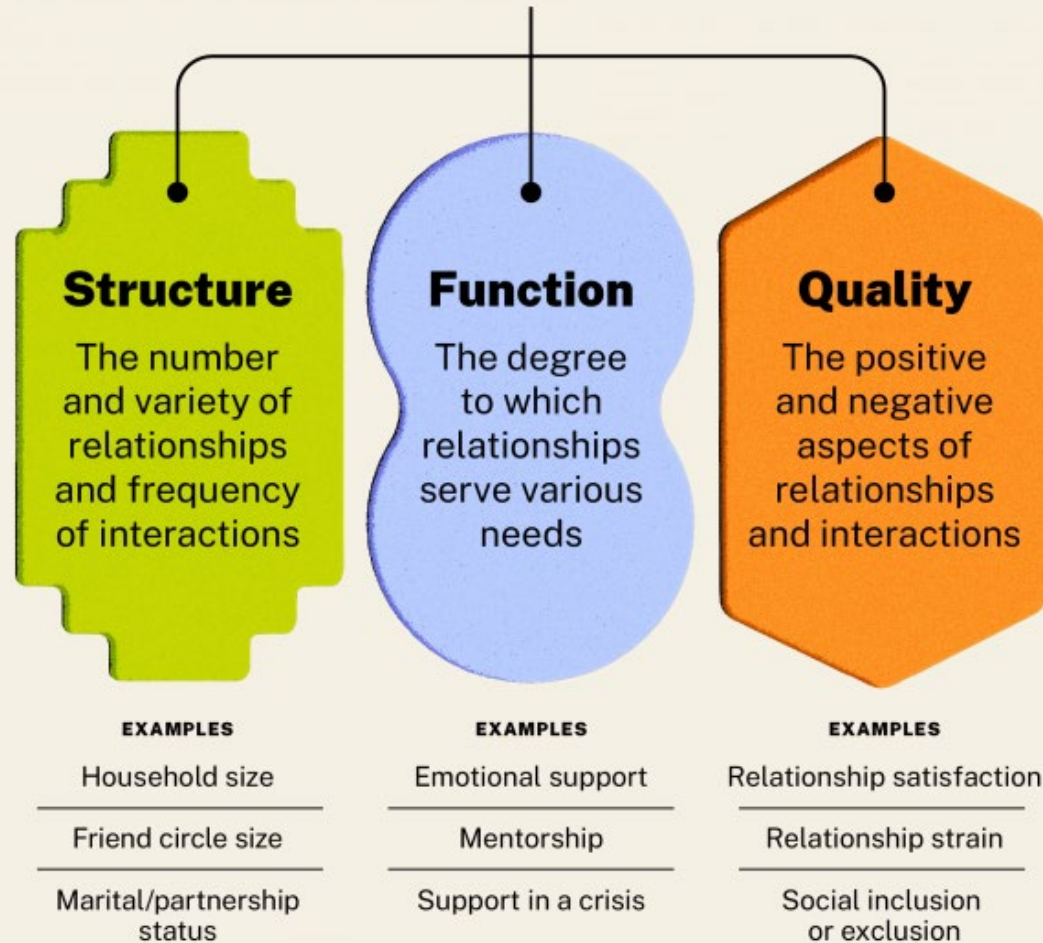 Structure
The number
and variety of
relationships
and frequency
of interactions
EXAMPLES
Household size
Friend circle size
Marital/partnership
status
Function
The degree
to which
relationships
serve various
needs
EXAMPLES
Emotional support
Mentorship
Support in a crisis
Quality
The positive
and negative
aspects of
relationships
and interactions
EXAMPLES
Relationship satisfaction
Relationship strain
Social inclusion
or exclusion